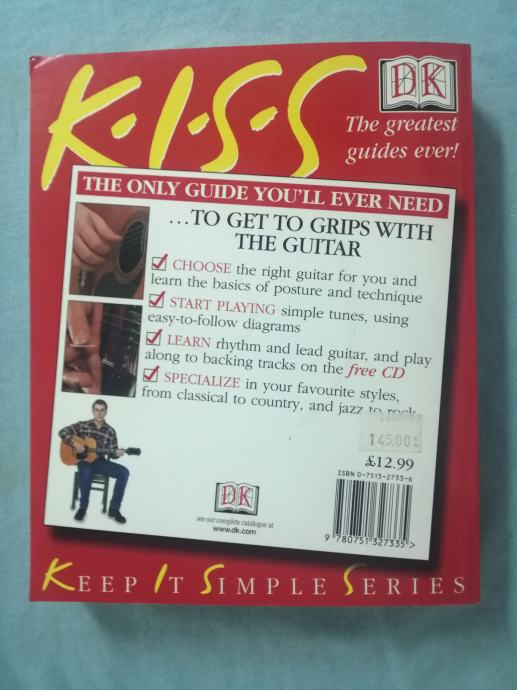 K·I·S·S
DK
The greatest
guides ever!
THE ONLY GUIDE YOU'LL EVER NEED
...TO GET TO GRIPS WITH
THE GUITAR
CHOOSE the right guitar for you and
learn the basics of posture and technique
START PLAYING simple tunes, using
easy-to-follow diagrams
LEARN rhythm and lead guitar, and play
along to backing tracks on the free CD
SPECIALIZE in your favourite styles,
from classical to country, and jazz to rock
145.00
£12.99
ISBN 0-7513-2733-6
DK
see our complete catalogue at
www.dk.com
9 780751 327335 >
KEEP IT SIMPLE SERIES